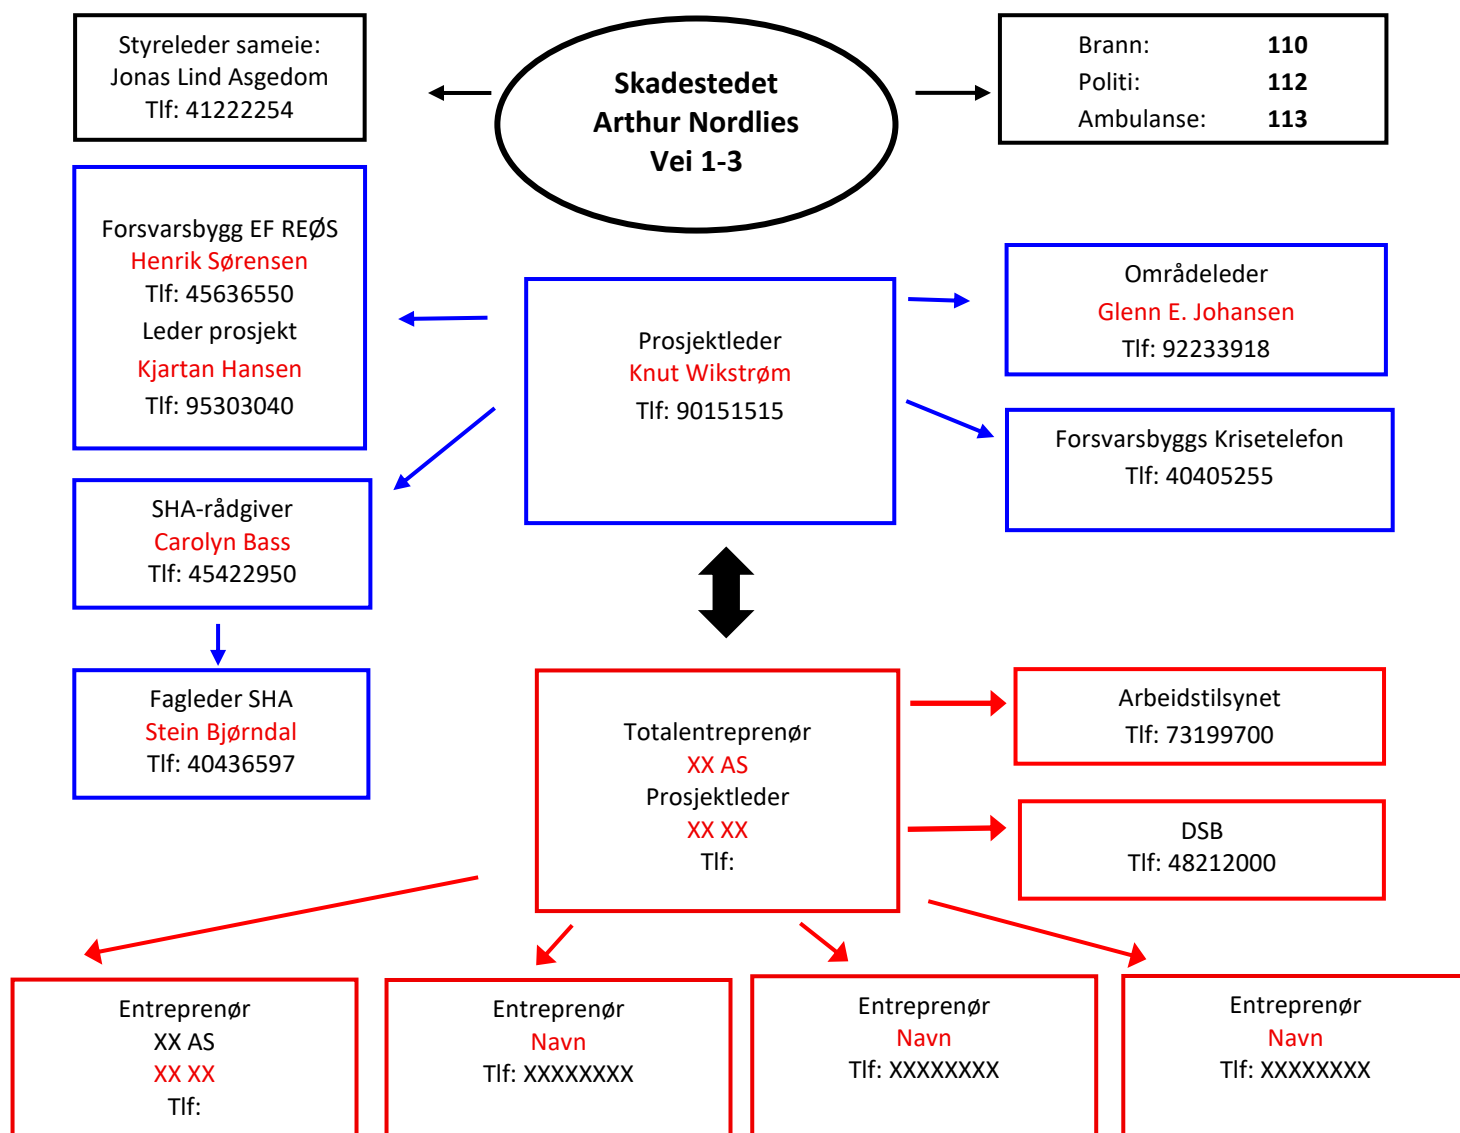 Styreleder sameie:
Jonas Lind Asgedom
Tlf: 41222254
Skadestedet
Arthur Nordlies
Vei 1-3
Brann: 110
Politi: 112
Ambulanse: 113
Forsvarsbygg EF REØS
Henrik Sørensen
Tlf: 45636550
Leder prosjekt
Kjartan Hansen
Tlf: 95303040
Prosjektleder
Knut Wikstrøm
Tlf: 90151515
Områdeleder
Glenn E. Johansen
Tlf: 92233918
Forsvarsbyggs Krisetelefon
Tlf: 40405255
SHA-rådgiver
Carolyn Bass
Tlf: 45422950
Fagleder SHA
Stein Bjørndal
Tlf: 40436597
Totalentreprenør
XX AS
Prosjektleder
XX XX
Tlf:
Arbeidstilsynet
Tlf: 73199700
DSB
Tlf: 48212000
Entreprenør
XX AS
XX XX
Tlf:
Entreprenør
Navn
Tlf: XXXXXXXX
Entreprenør
Navn
Tlf: XXXXXXXX
Entreprenør
Navn
Tlf: XXXXXXXX